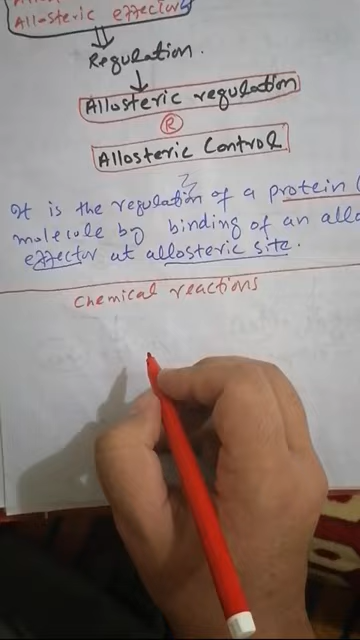 Allosteric effectors
Regulation.
Allosteric regulation
R
Allosteric Control
It is the regulation of a protein
molecule by binding of an allo
effector at allosteric site.
Chemical reactions